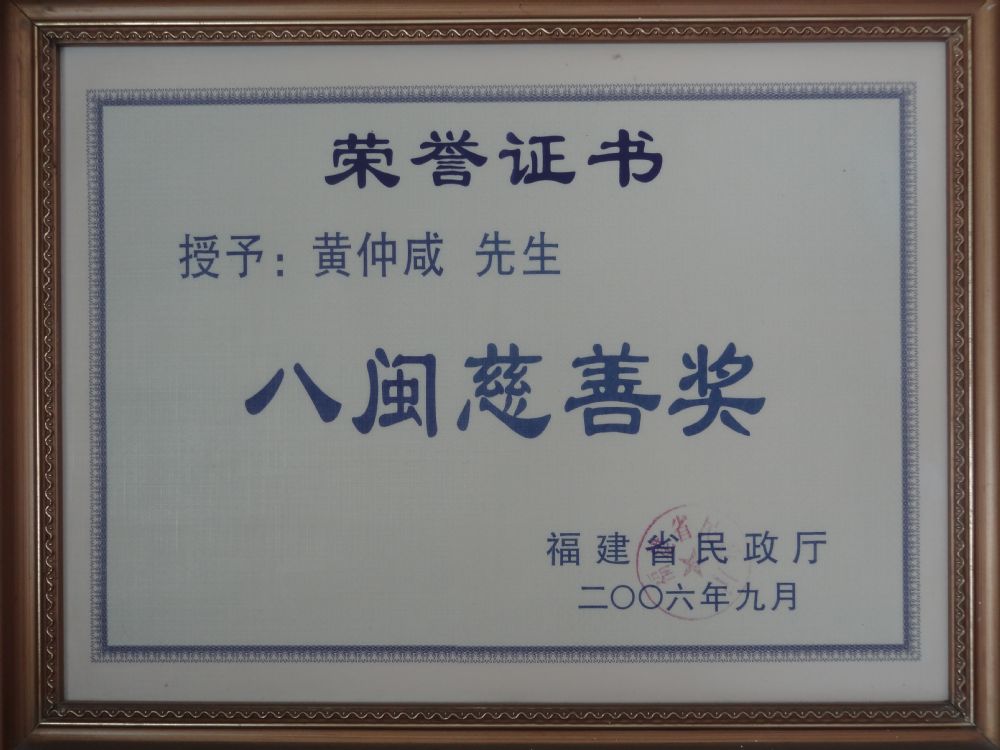 荣誉证书
授予：黄仲咸 先生
八闽慈善奖
福建省民政厅
二〇〇六年九月